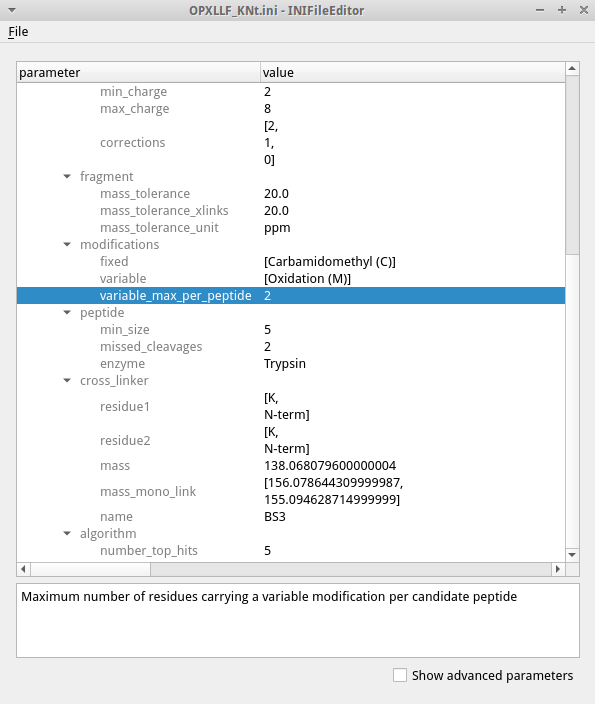 OPXLLF_KNt.ini - INIFileEditor
File
parameter value
min_charge 2
max_charge 8
[2,
corrections 1,
0]
fragment
mass_tolerance 20.0
mass_tolerance_xlinks 20.0
mass_tolerance_unit ppm
modifications
fixed [Carbamidomethyl (C)]
variable [Oxidation (M)]
variable_max_per_peptide 2
peptide
min_size 5
missed_cleavages 2
enzyme Trypsin
cross_linker
residue1 [K,
N-term]
residue2 [K,
N-term]
mass 138.068079600000004
mass_mono_link [156.078644309999987,
155.094628714999999]
name BS3
algorithm
number_top_hits 5
Maximum number of residues carrying a variable modification per candidate peptide
Show advanced parameters